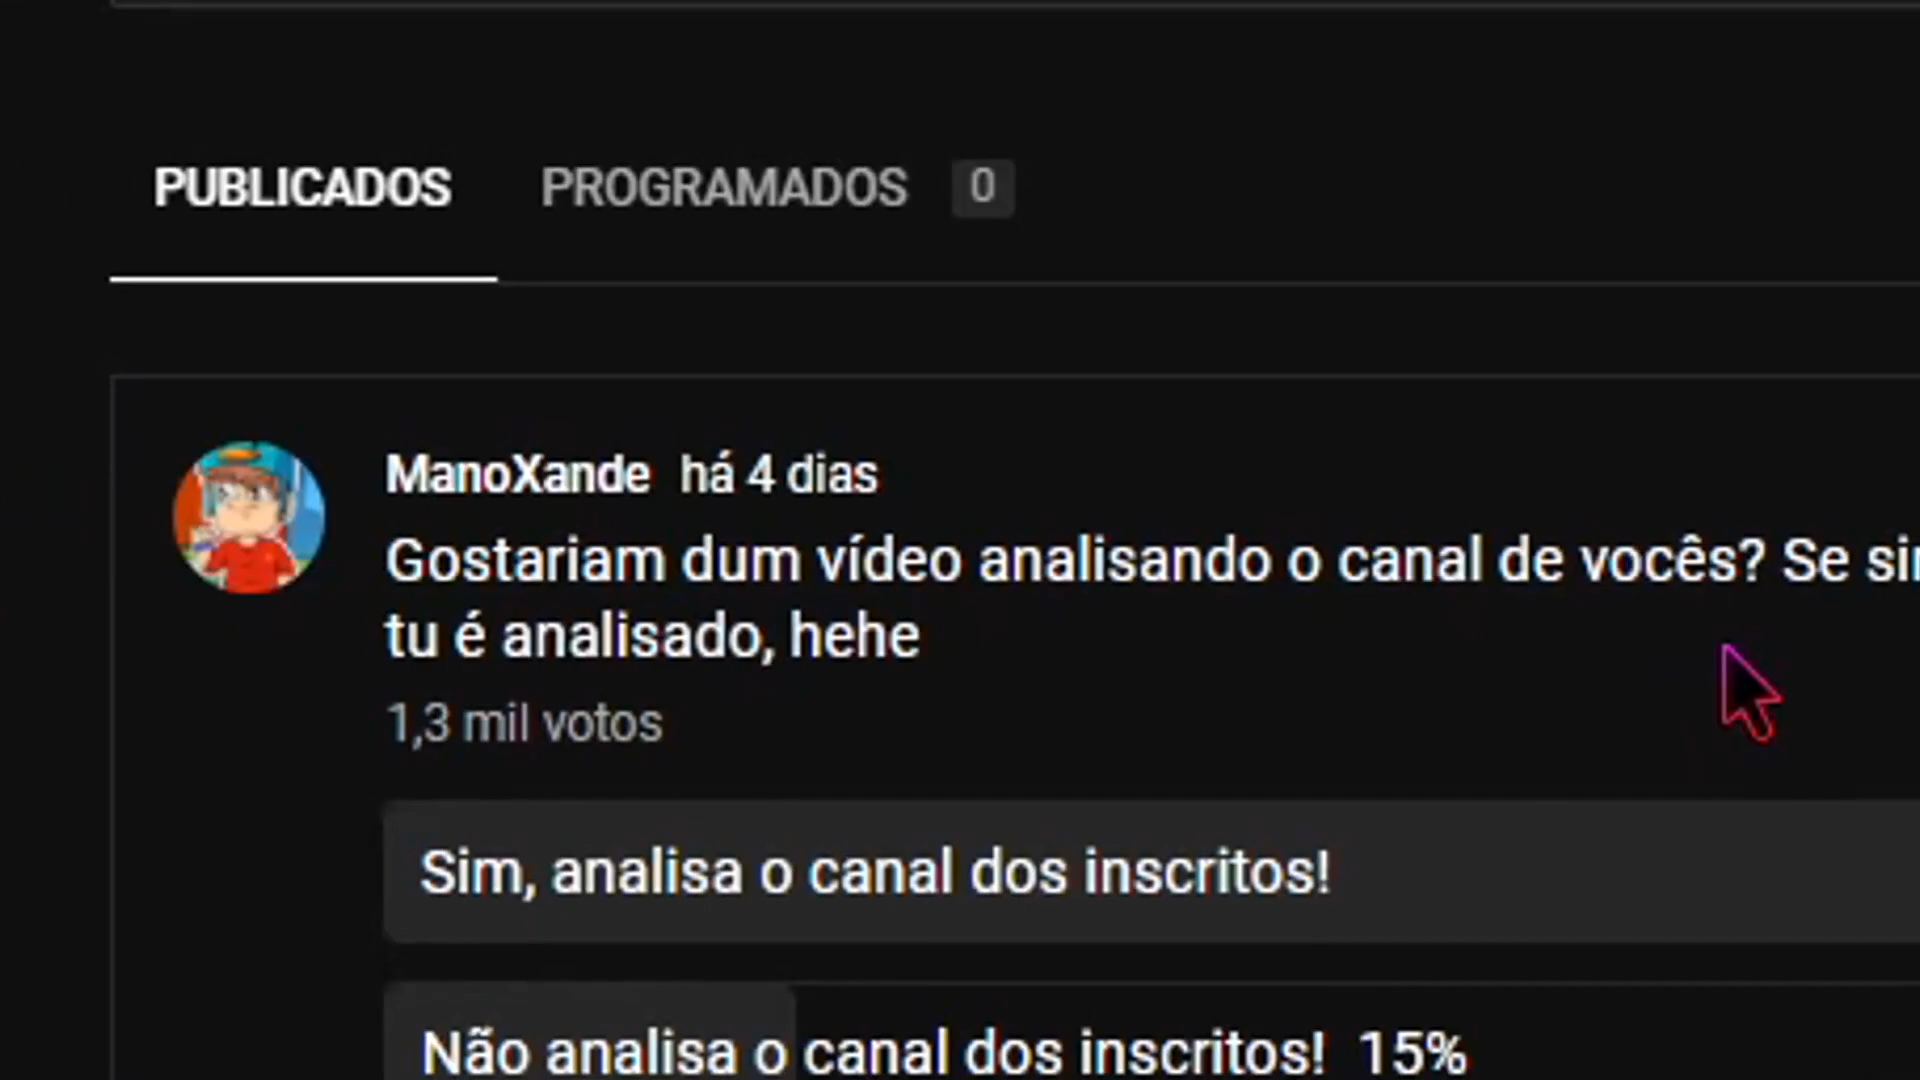 PUBLICADOS PROGRAMADOS 0
ManoXande há 4 dias
Gostariam dum vídeo analisando o canal de vocês? Se
tu é analisado, hehe
1,3 mil votos
Sim, analisa o canal dos inscritos!
Não analisa o canal dos inscritos! 15%